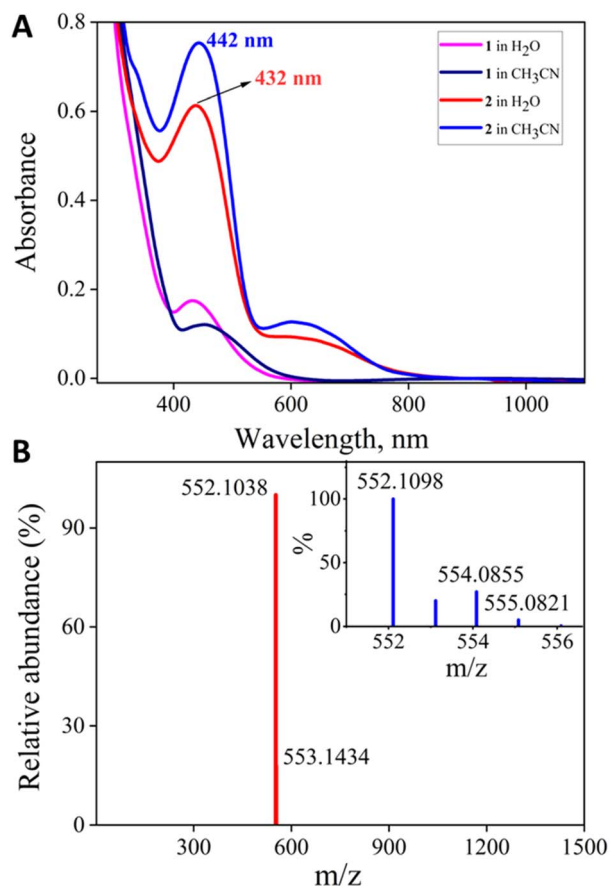 A
0.8
0.6
0.4
0.2
0.0
Absorbance
442 nm
432 nm
1 in H2O
1 in CH3CN
2 in H2O
2 in CH3CN
400 600 800 1000
Wavelength, nm
B
90
60
30
0
Relative abundance (%)
552.1038
553.1434
300 600 900 1200 1500
m/z
100
50
0
%
552.1098
554.0855
555.0821
552 554 556
m/z